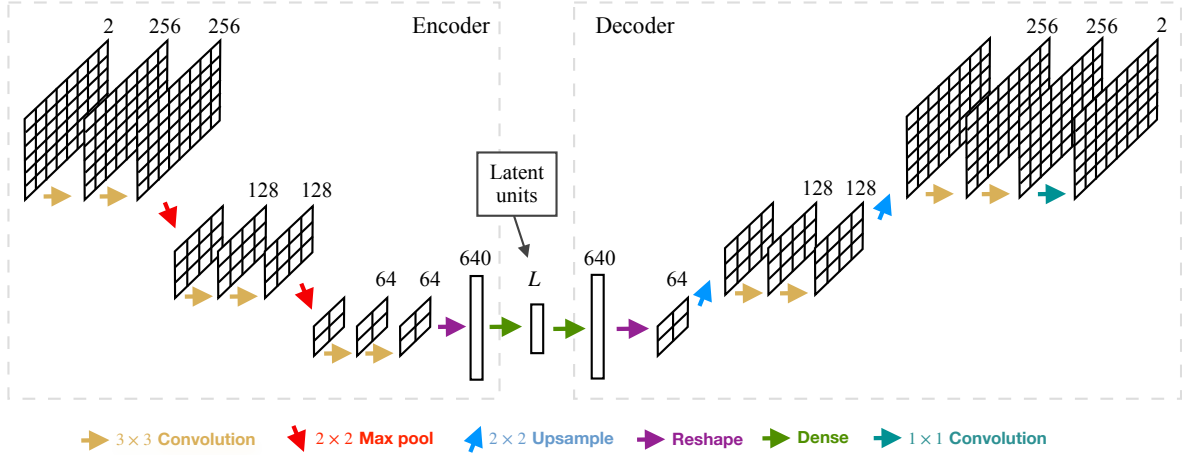 Encoder
Decoder
2 256 256
256 256 2
Latent
units
128 128
128 128
640
L
640
64 64
64
3 × 3 Convolution
2 × 2 Max pool
2 × 2 Upsample
Reshape
Dense
1 × 1 Convolution